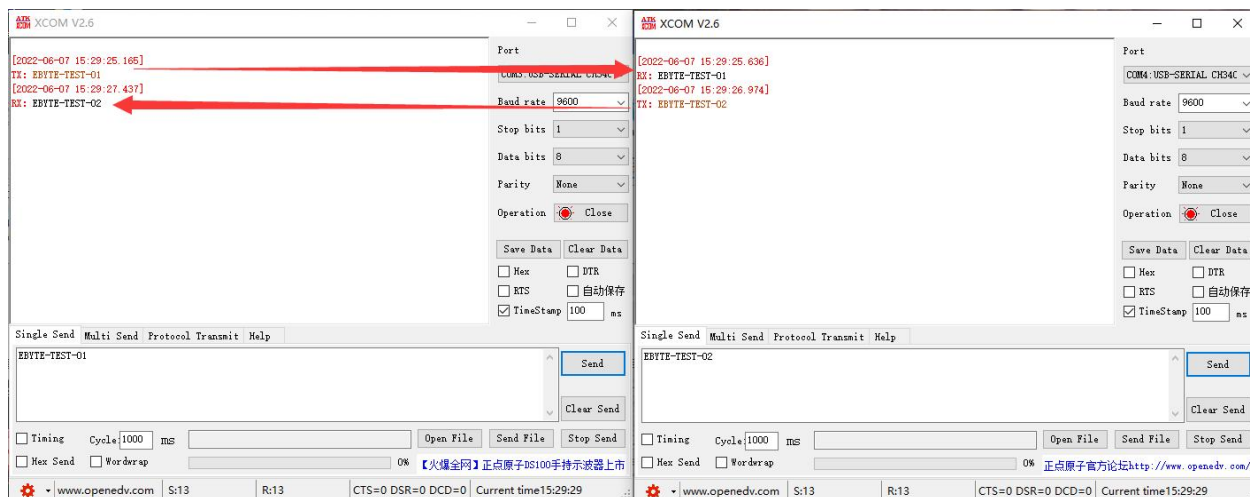 XCOM V2.6
[2022-06-07 15:29:25.165]
TX: EBYTE-TEST-01
[2022-06-07 15:29:27.437]
RX: EBYTE-TEST-02
Port
COM3:USB-SERIAL CH34C
Baud rate 9600
Stop bits 1
Data bits 8
Parity None
Operation Close
Save Data Clear Data
Hex DTR
RTS 自动保存
TimeStamp 100 ms
Single Send Multi Send Protocol Transmit Help
EBYTE-TEST-01
Send
Clear Send
Timing Cycle: 1000 ms Open File Send File Stop Send
Hex Send Wordwrap 0% 【火爆全网】正点原子DS100手持示波器上市
www.openedv.com S:13 R:13 CTS=0 DSR=0 DCD=0 Current time15:29:29
XCOM V2.6
[2022-06-07 15:29:25.636]
RX: EBYTE-TEST-01
[2022-06-07 15:29:26.974]
TX: EBYTE-TEST-02
Port
COM4:USB-SERIAL CH34C
Baud rate 9600
Stop bits 1
Data bits 8
Parity None
Operation Close
Save Data Clear Data
Hex DTR
RTS 自动保存
TimeStamp 100 ms
Single Send Multi Send Protocol Transmit Help
EBYTE-TEST-02
Send
Clear Send
Timing Cycle: 1000 ms Open File Send File Stop Send
Hex Send Wordwrap 0% 正点原子官方论坛http://www.openedv.com/
www.openedv.com S:13 R:13 CTS=0 DSR=0 DCD=0 Current time15:29:29